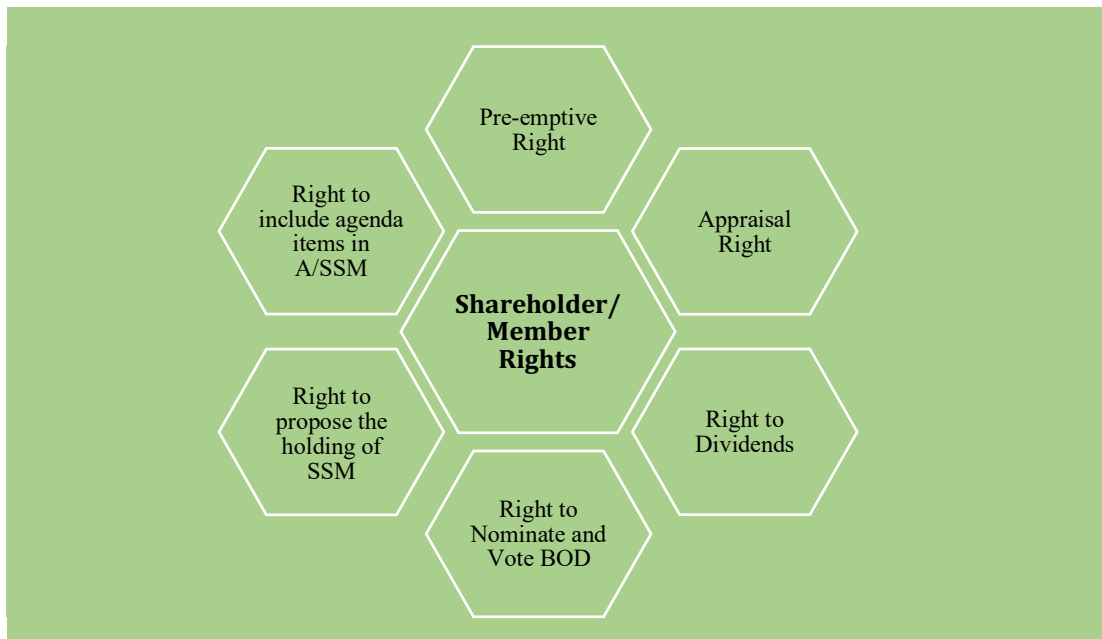 Pre-emptive
Right
Appraisal
Right
Right to
Dividends
Right to
Nominate and
Vote BOD
Right to
propose the
holding of
SSM
Right to
include agenda
items in
A/SSM
Shareholder/
Member
Rights